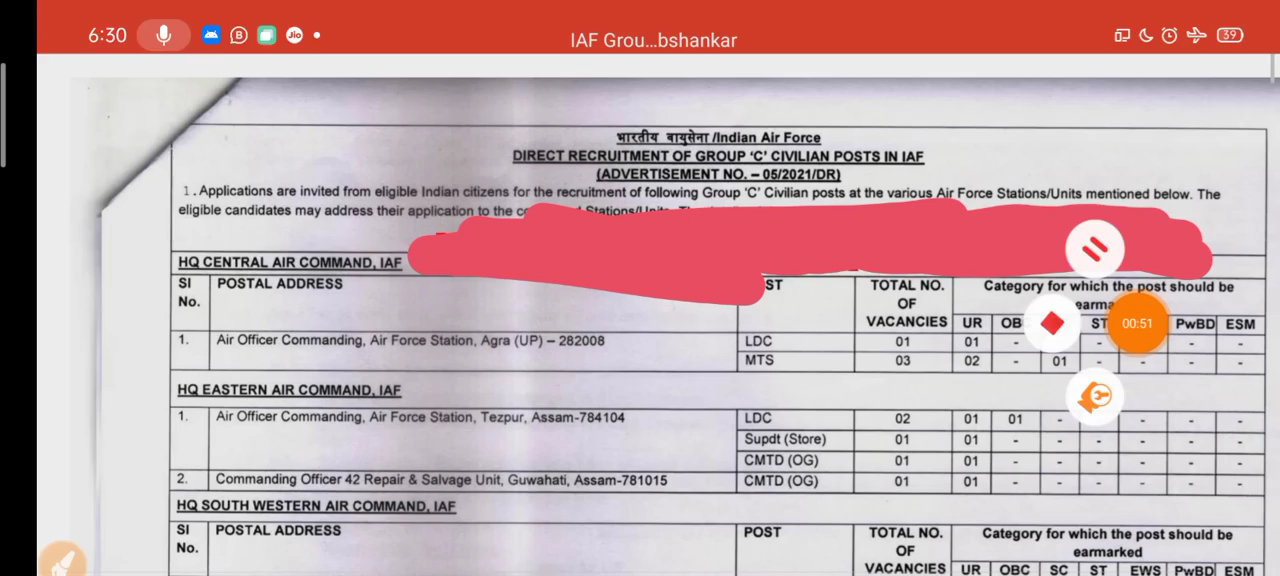 6:30
IAF Grou...bshankar
39
भारतीय वायुसेना /Indian Air Force
DIRECT RECRUITMENT OF GROUP 'C' CIVILIAN POSTS IN IAF
(ADVERTISEMENT NO. – 05/2021/DR)
1. Applications are invited from eligible Indian citizens for the recruitment of following Group 'C' Civilian posts at the various Air Force Stations/Units mentioned below. The
eligible candidates may address their application to the
HQ CENTRAL AIR COMMAND, IAF
SI No. POSTAL ADDRESS TOTAL NO. OF VACANCIES Category for which the post should be
UR ST PwBD ESM
00:51
1. Air Officer Commanding, Air Force Station, Agra (UP) – 282008 LDC 01 01 - - - - -
MTS 03 02 - 01 - - - -
HQ EASTERN AIR COMMAND, IAF
1. Air Officer Commanding, Air Force Station, Tezpur, Assam-784104 LDC 02 01 01 - - - -
Supdt (Store) 01 01 - - - - - -
CMTD (OG) 01 01 - - - - - -
2. Commanding Officer 42 Repair & Salvage Unit, Guwahati, Assam-781015 CMTD (OG) 01 01 - - - - - -
HQ SOUTH WESTERN AIR COMMAND, IAF
SI No. POSTAL ADDRESS POST TOTAL NO. OF VACANCIES Category for which the post should be earmarked
UR OBC SC ST EWS PwBD ESM